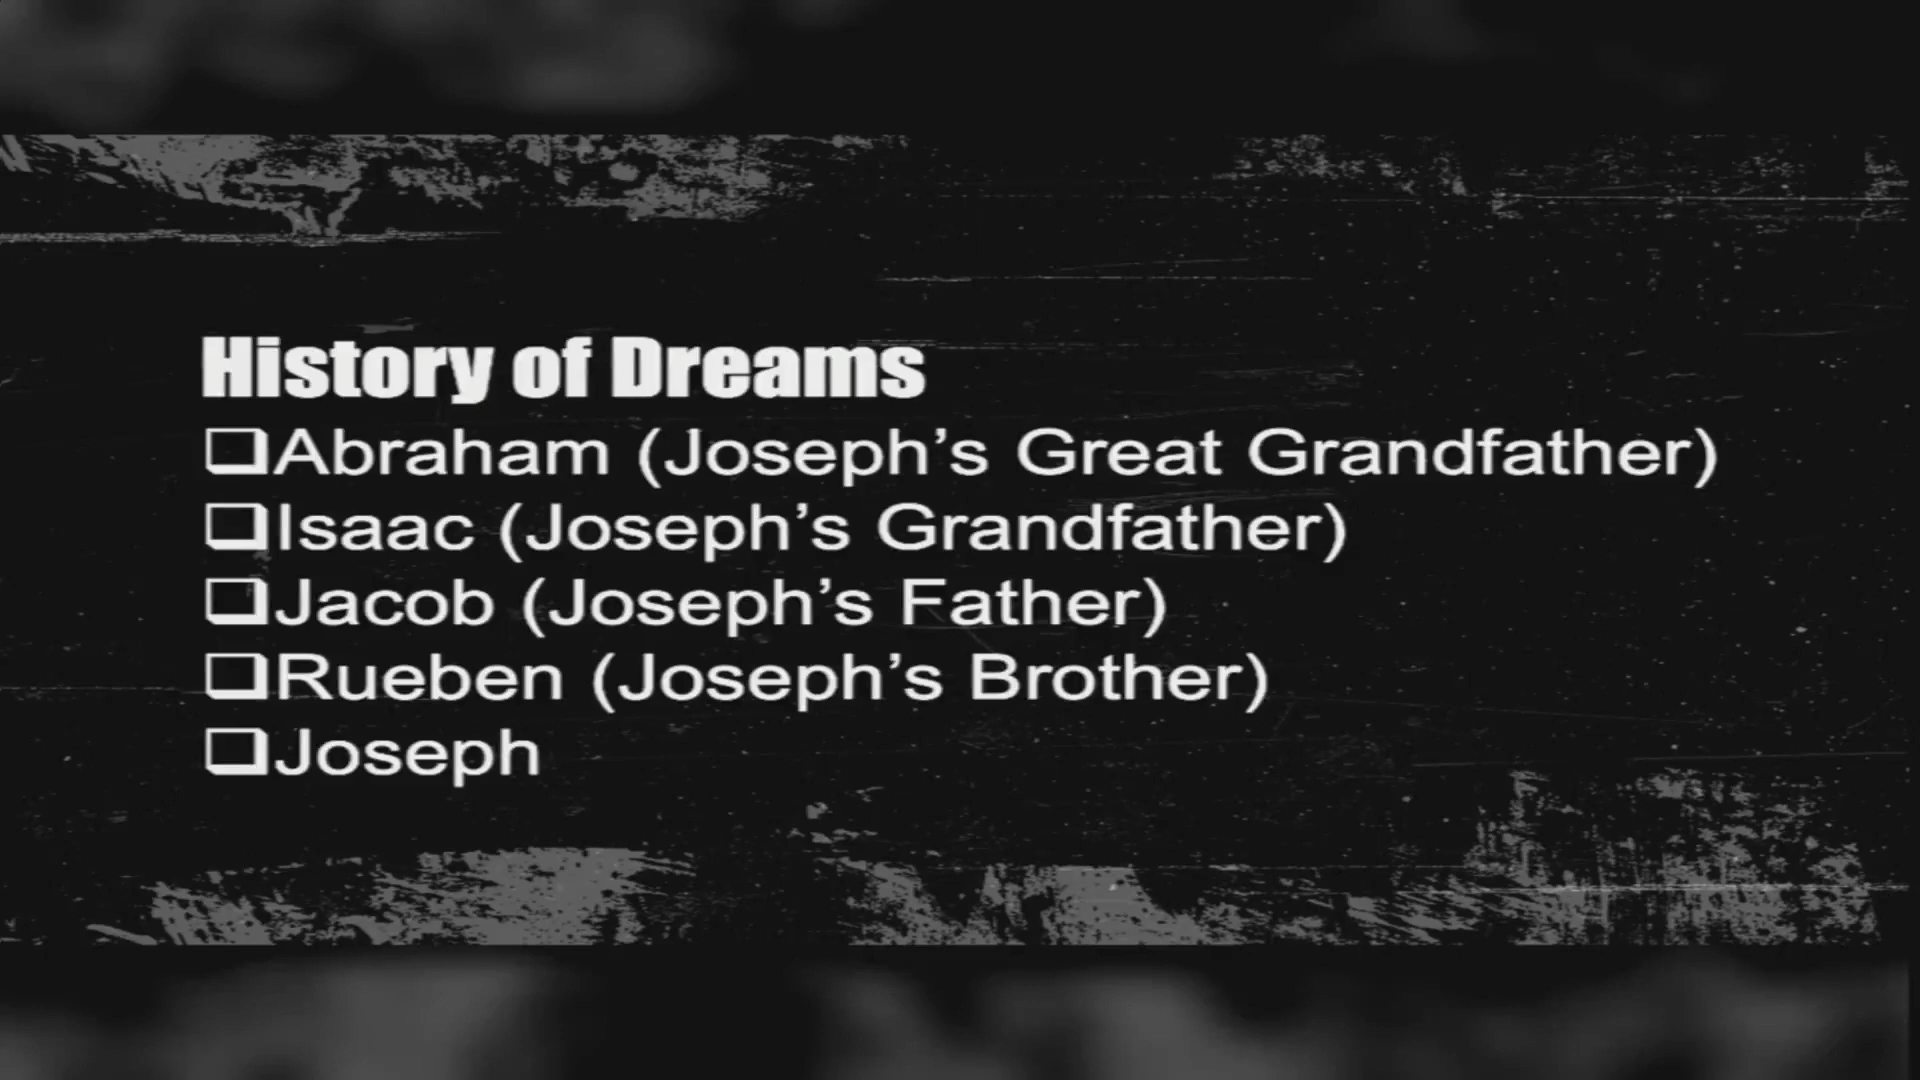 History of Dreams
❑Abraham (Joseph’s Great Grandfather)
❑Isaac (Joseph’s Grandfather)
❑Jacob (Joseph’s Father)
❑Rueben (Joseph’s Brother)
❑Joseph